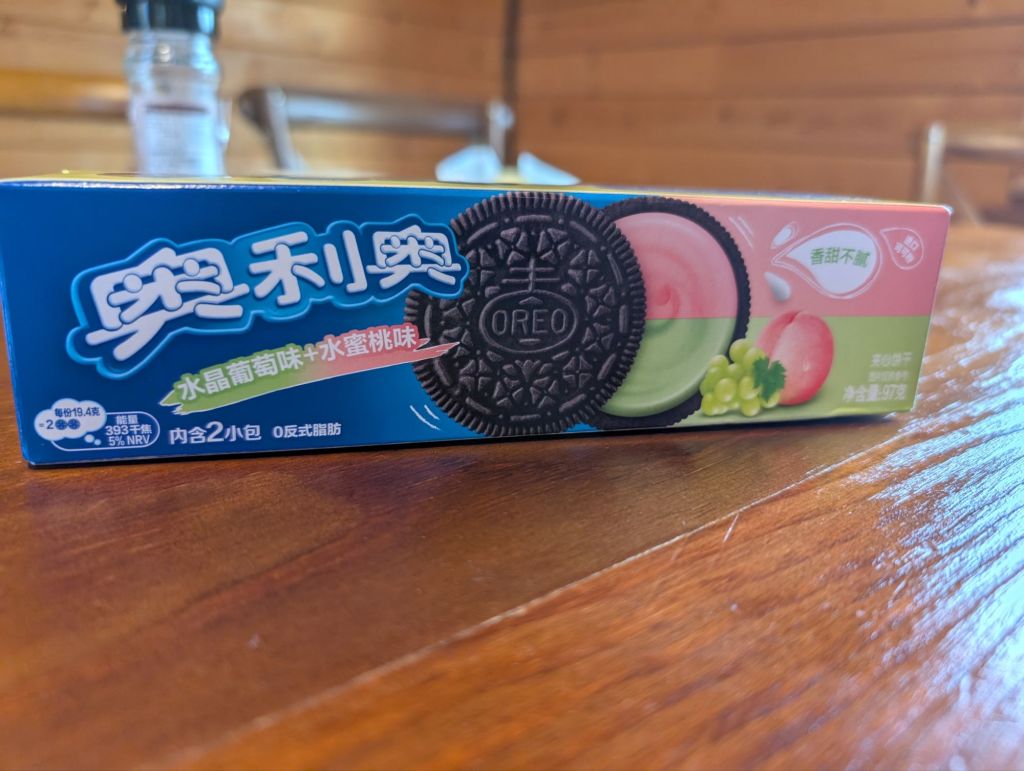 奥利奥
水晶葡萄味+水蜜桃味
每份19.4克
=2
能量
393千焦
5% NRV
内含2小包 0反式脂肪
OREO
香甜不腻
夹心饼干
净含量:97克